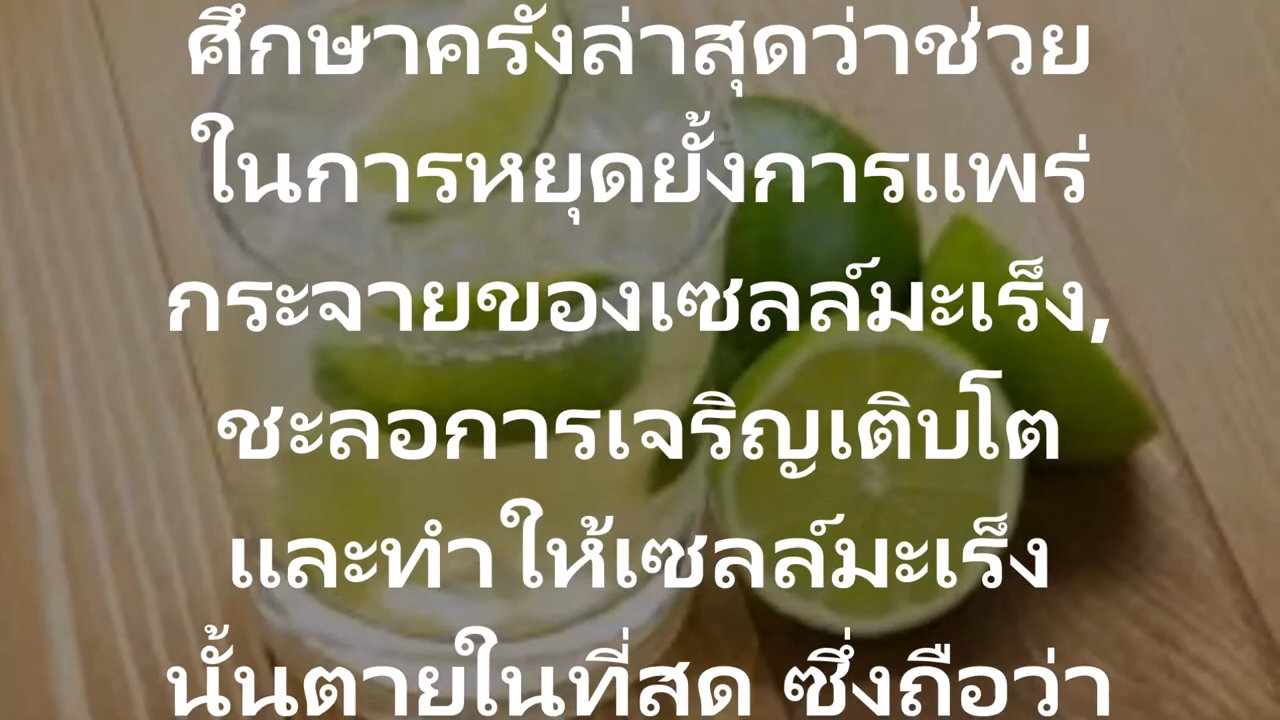 ศึกษาครั้งล่าสุดว่าช่วย
ในการหยุดยั้งการแพร่
กระจายของเซลล์มะเร็ง,
ชะลอการเจริญเติบโต
และทำให้เซลล์มะเร็ง
นั้นตายในที่สุด ซึ่งถือว่า